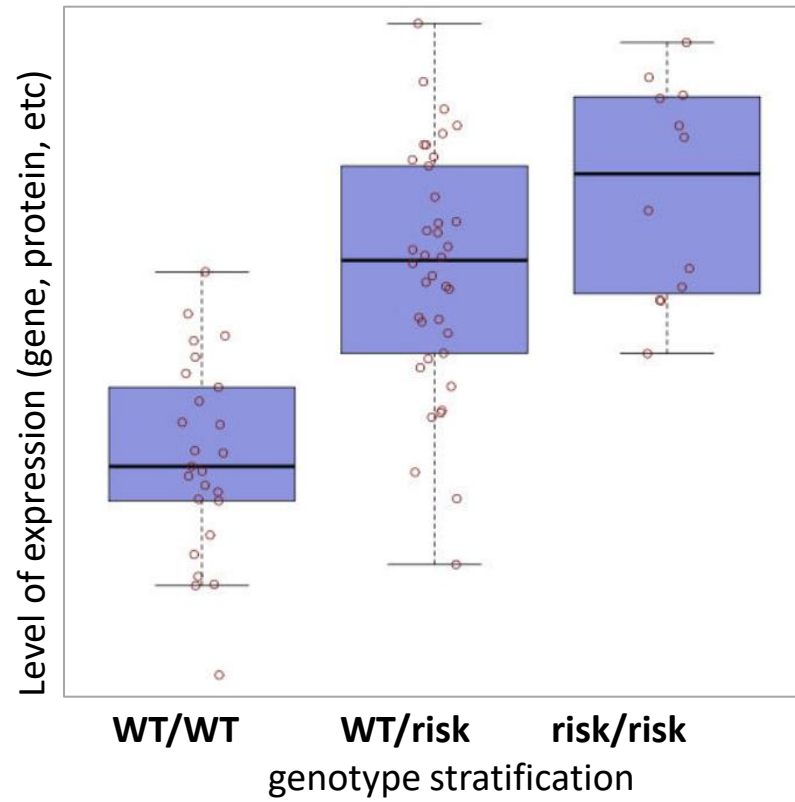 Level of expression (gene, protein, etc)
WT/WT WT/risk risk/risk
genotype stratification